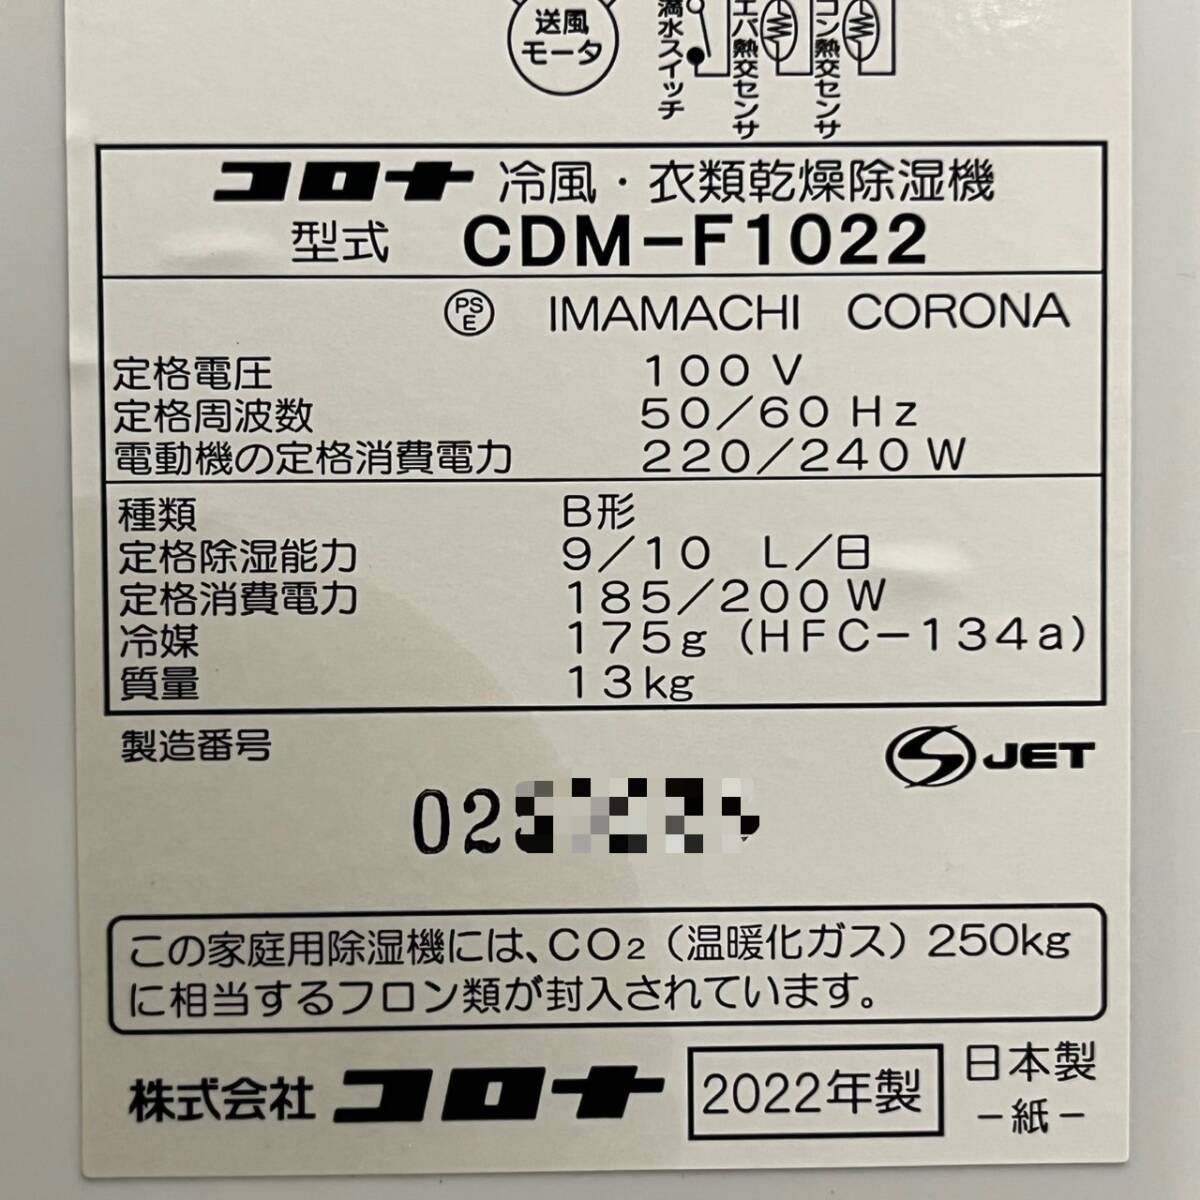 送風
モータ
満水スイッチ
エバ熱交センサ
コン熱交センサ
コロナ 冷風・衣類乾燥除湿機
型式 CDM-F1022
PSE IMAMACHI CORONA
定格電圧 100 V
定格周波数 50/60 Hz
電動機の定格消費電力 220/240 W
種類 B形
定格除湿能力 9/10 L/日
定格消費電力 185/200 W
冷媒 175g (HFC-134a)
質量 13kg
製造番号
JET
02
この家庭用除湿機には、CO₂(温暖化ガス)250kg
に相当するフロン類が封入されています。
株式会社 コロナ 2022年製 日本製
-紙-